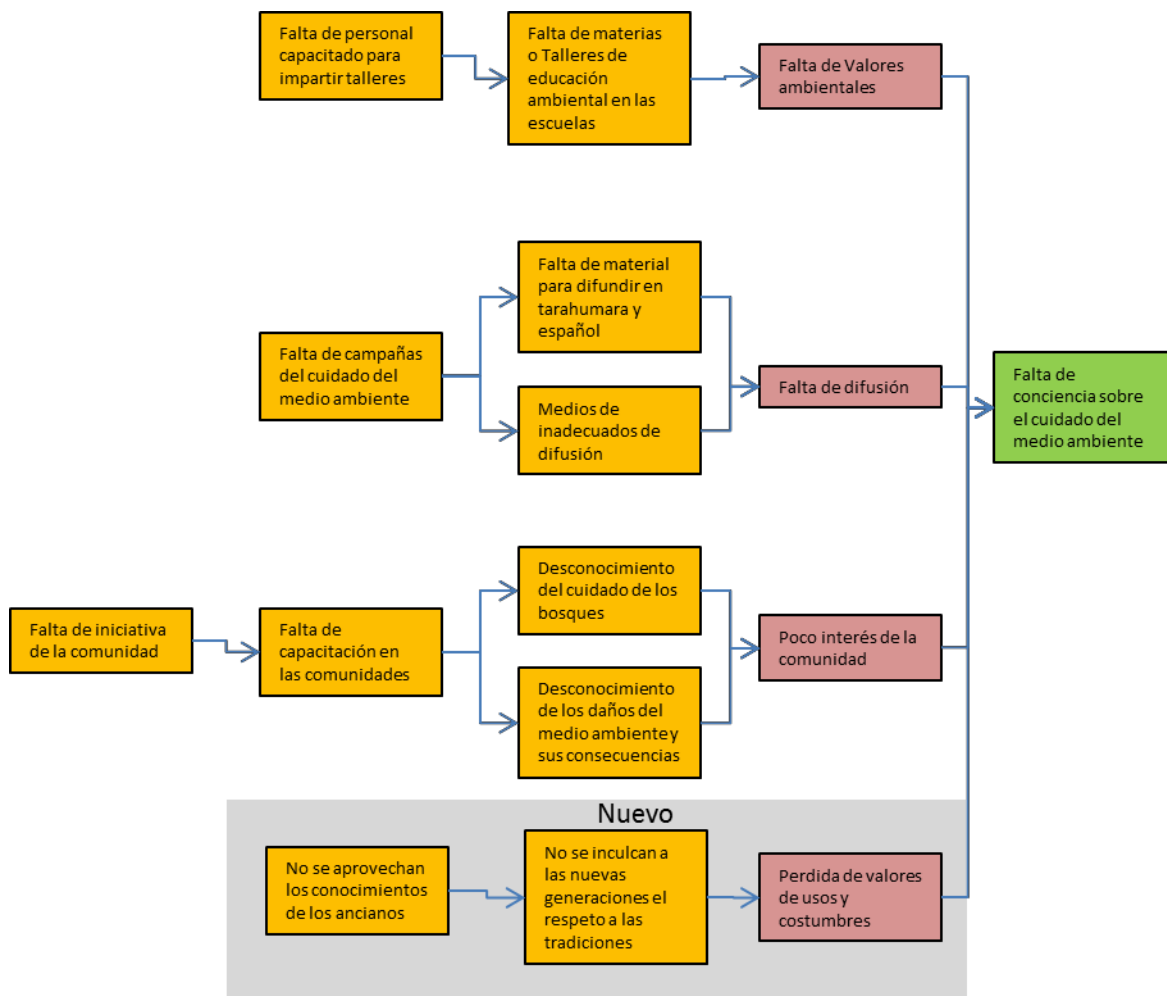 Falta de personal
capacitado para
impartir talleres
Falta de materias
o Talleres de
educación
ambiental en las
escuelas
Falta de Valores
ambientales
Falta de material
para difundir en
tarahumara y
español
Falta de campañas
del cuidado del
medio ambiente
Medios de
inadecuados de
difusión
Falta de difusión
Falta de
conciencia sobre
el cuidado del
medio ambiente
Desconocimiento
del cuidado de los
bosques
Falta de iniciativa
de la comunidad
Falta de
capacitación en
las comunidades
Poco interés de la
comunidad
Desconocimiento
de los daños del
medio ambiente y
sus consecuencias
Nuevo
No se aprovechan
los conocimientos
de los ancianos
No se inculcan a
las nuevas
generaciones el
respeto a las
tradiciones
Perdida de valores
de usos y
costumbres